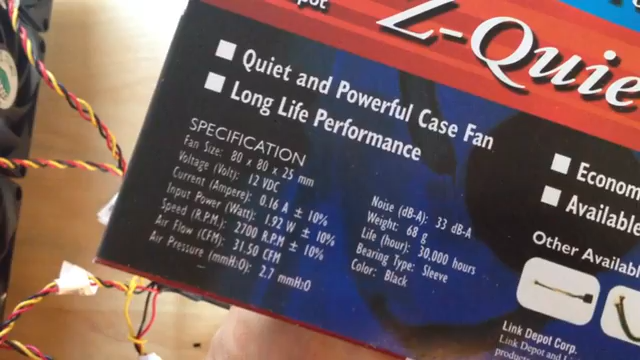 Z-Quie
Quiet and Powerful Case Fan
Long Life Performance
SPECIFICATION
Fan Size: 80 x 80 x 25 mm
Voltage (Volt): 12 VDC
Current (Ampere): 0.16 A ± 10%
Input Power (Watt): 1.92 W ± 10%
Speed (R.P.M.): 2700 R.P.M ± 10%
Air Flow (CFM): 31.50 CFM
Air Pressure (mmH2O): 2.7 mmH2O
Noise (dB-A): 33 dB-A
Weight: 68 g
Life (hour): 30,000 hours
Bearing Type: Sleeve
Color: Black
Econom
Available
Other Availabl
Link Depot Corp.
Link Depot and